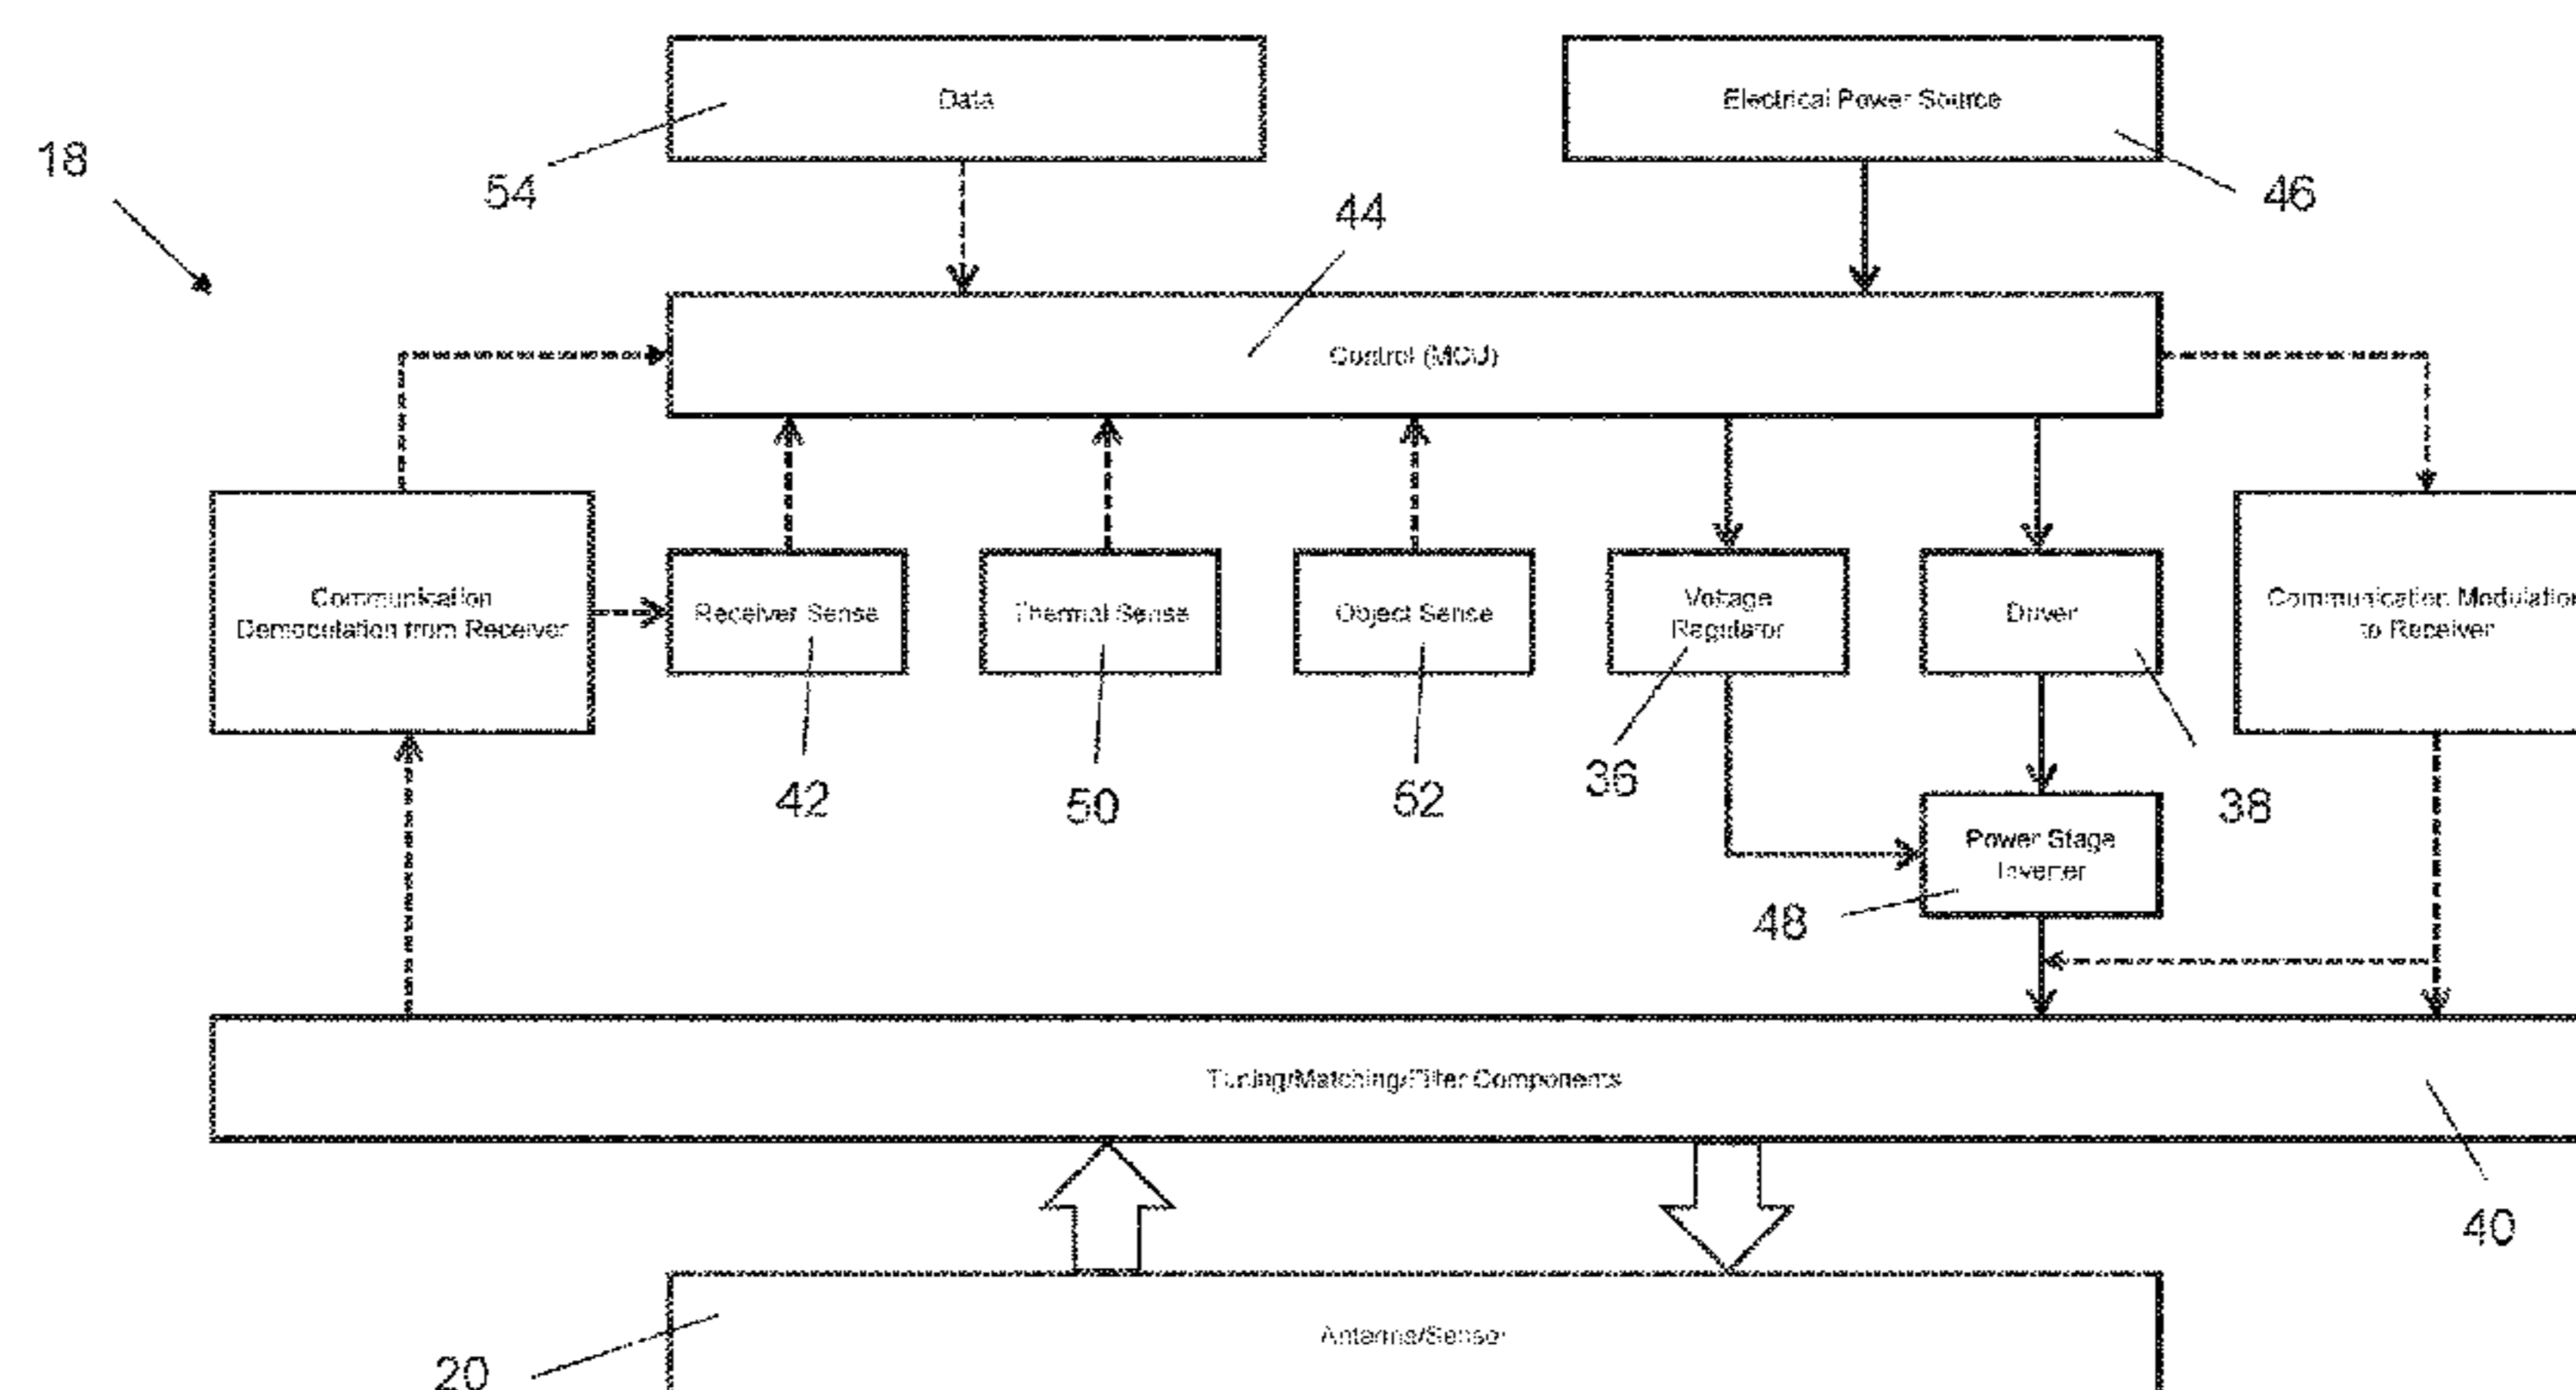 Data
Electrical Power Source
18
54
46
44
Control (MCU)
Communication
Demodulation from Receiver
Receiver Sense
Thermal Sense
Object Sense
Voltage
Regulator
Driver
Communication Modulation
to Receiver
42
50
52
36
38
Power Stage
Inverter
48
Tuning/Matching/Filter Components
40
Antenna/Sensor
20